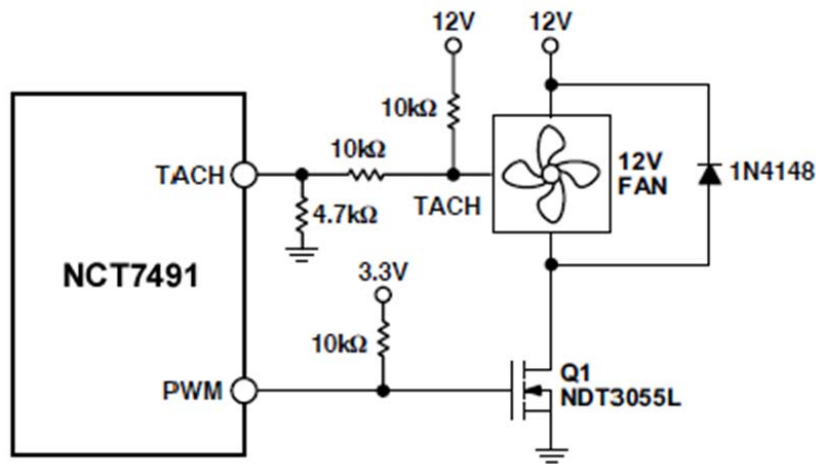 12V
12V
10kΩ
10kΩ
TACH
12V
FAN
1N4148
4.7kΩ
TACH
NCT7491
3.3V
10kΩ
PWM
Q1
NDT3055L